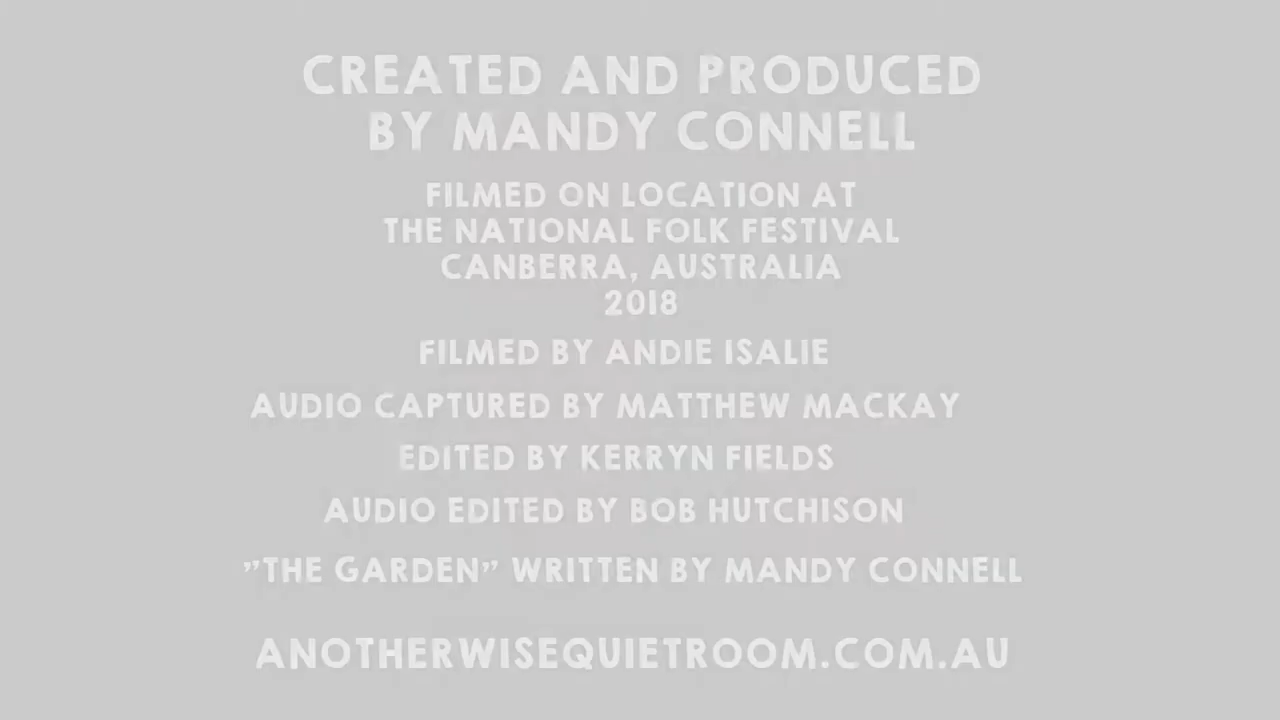 CREATED AND PRODUCED
BY MANDY CONNELL
FILMED ON LOCATION AT
THE NATIONAL FOLK FESTIVAL
CANBERRA, AUSTRALIA
2018
FILMED BY ANDIE ISALIE
AUDIO CAPTURED BY MATTHEW MACKAY
EDITED BY KERRYN FIELDS
AUDIO EDITED BY BOB HUTCHISON
”THE GARDEN” WRITTEN BY MANDY CONNELL
ANOTHERWISEQUIETROOM.COM.AU